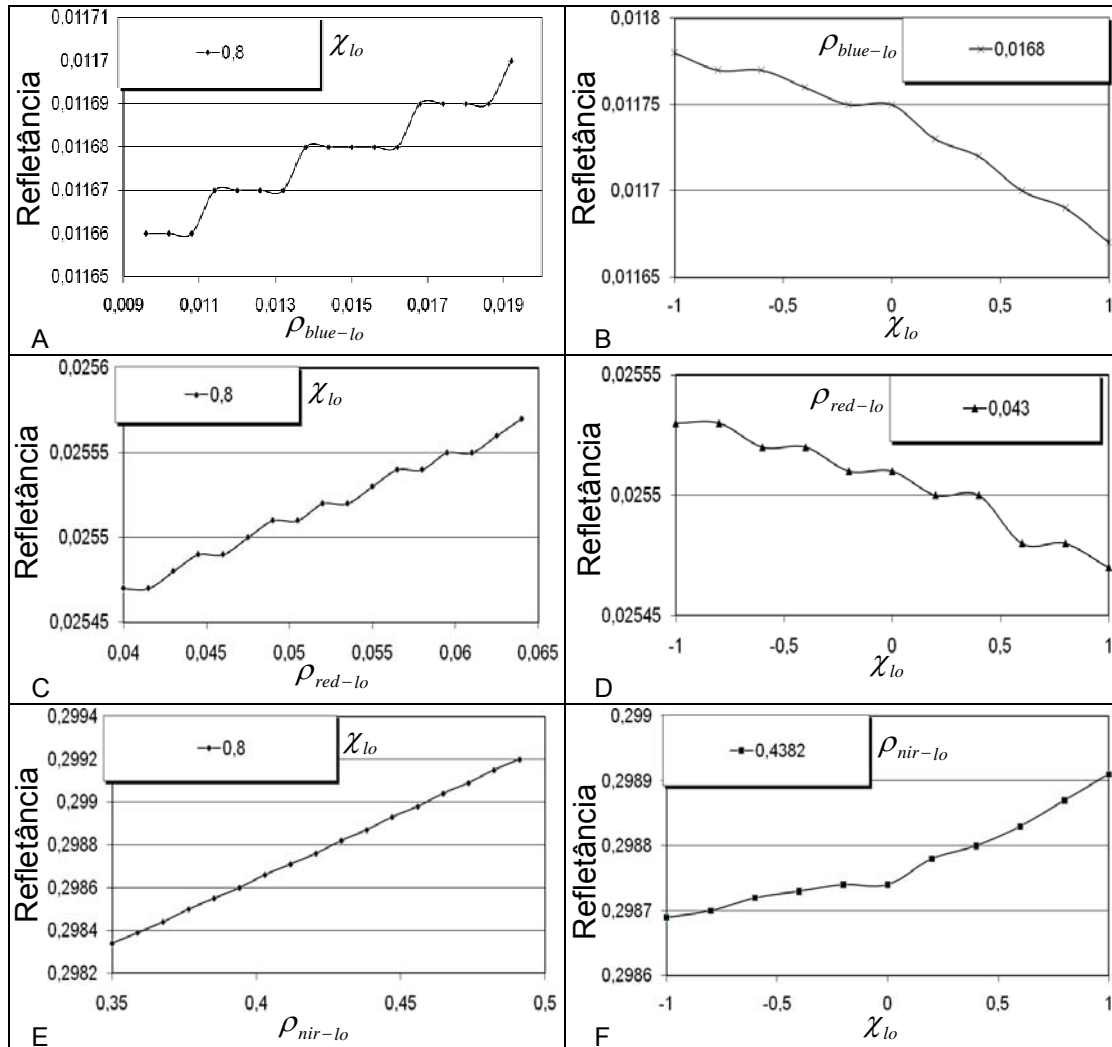 0,01171
0,0117
0,01169
0,01168
0,01167
0,01166
0,01165
Refletância
0,8
χlo
0,009 0,011 0,013 0,015 0,017 0,019
ρblue−lo
A
0,0118
0,01175
0,0117
0,01165
Refletância
ρblue−lo
0,0168
-1 -0,5 0 0,5 1
χlo
B
0,0256
0,02555
0,0255
0,02545
Refletância
0,8
χlo
0,04 0,045 0,05 0,055 0,06 0,065
ρred−lo
C
0,02555
0,0255
0,02545
Refletância
ρred−lo
0,043
-1 -0,5 0 0,5 1
χlo
D
0,2994
0,2992
0,299
0,2988
0,2986
0,2984
0,2982
Refletância
0,8
χlo
0,35 0,4 0,45 0,5
ρnir−lo
E
0,299
0,2989
0,2988
0,2987
0,2986
Refletância
0,4382
ρnir−lo
-1 -0,5 0 0,5 1
χlo
F